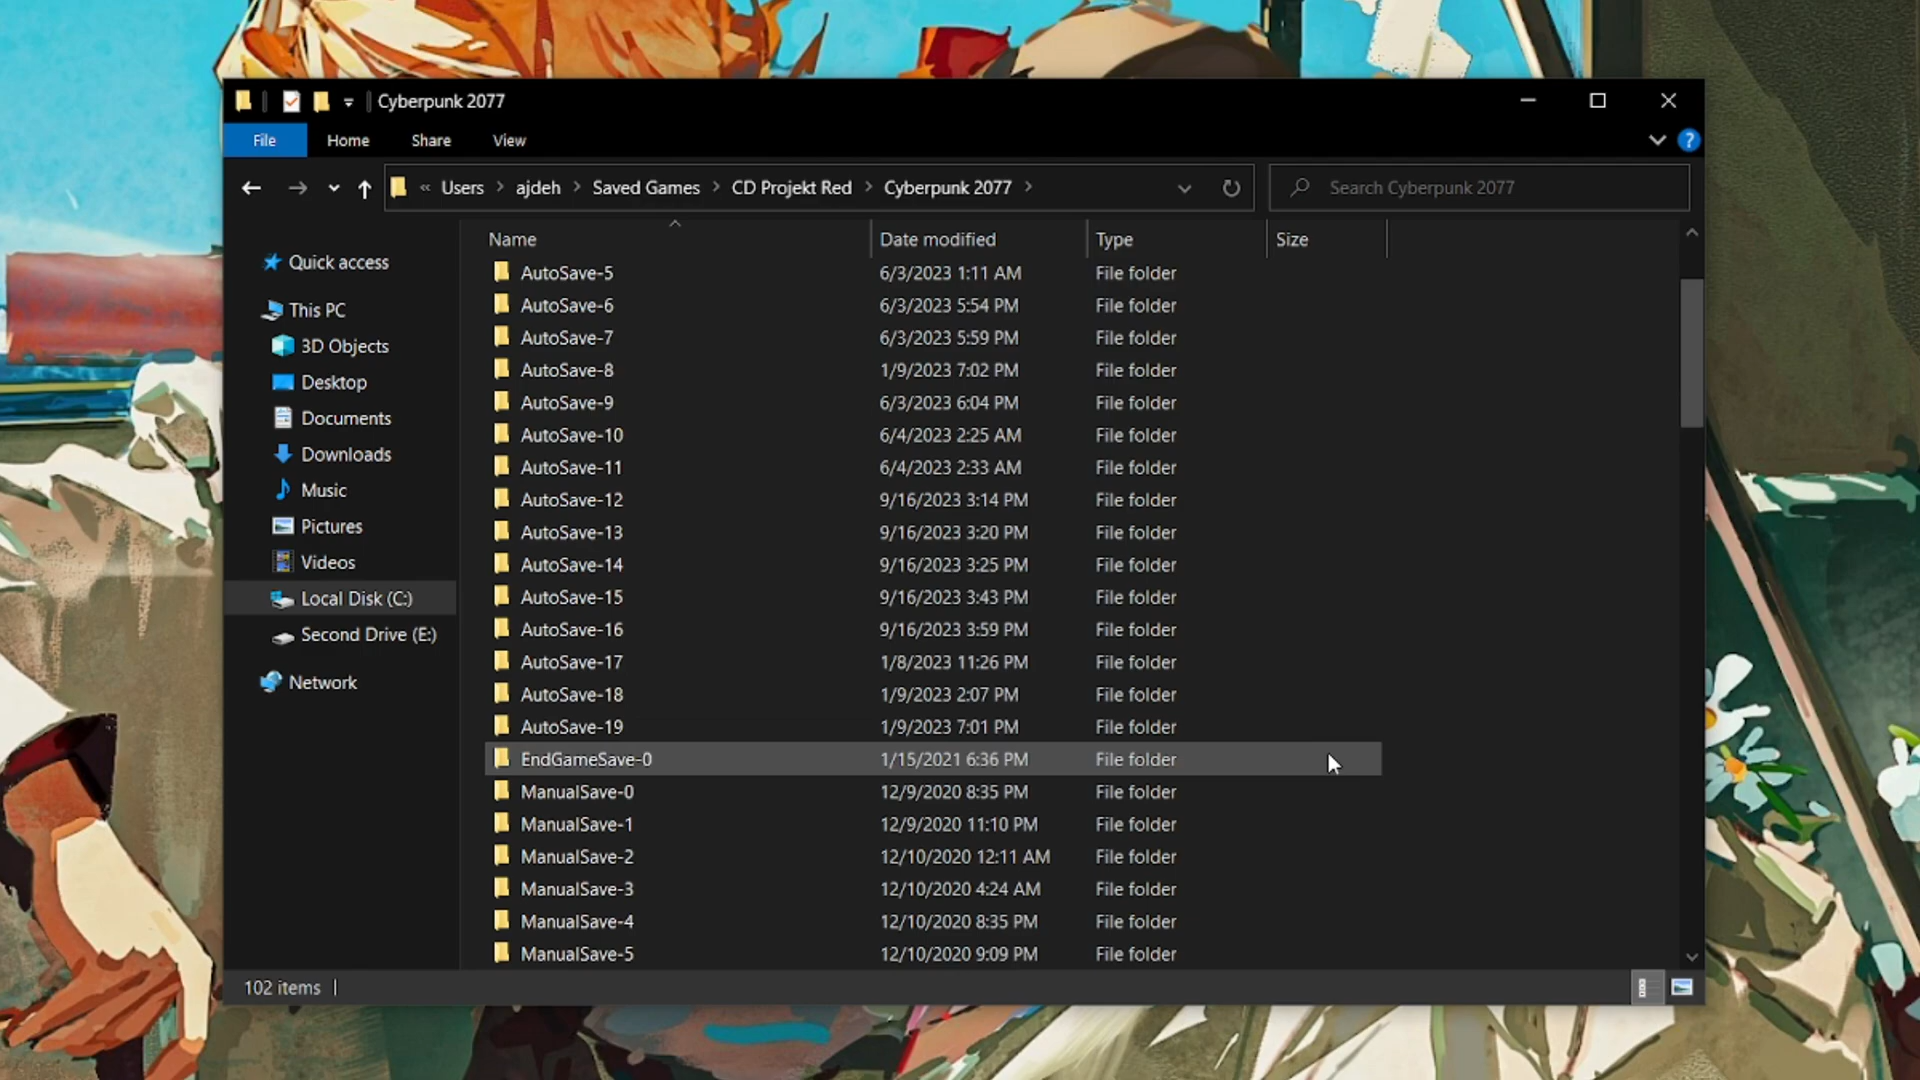 Cyberpunk 2077
File Home Share View ?
« Users > ajdeh > Saved Games > CD Projekt Red > Cyberpunk 2077 > Search Cyberpunk 2077
Name Date modified Type Size
Quick access
This PC
3D Objects
Desktop
Documents
Downloads
Music
Pictures
Videos
Local Disk (C:)
Second Drive (E:)
Network
AutoSave-5 6/3/2023 1:11 AM File folder
AutoSave-6 6/3/2023 5:54 PM File folder
AutoSave-7 6/3/2023 5:59 PM File folder
AutoSave-8 1/9/2023 7:02 PM File folder
AutoSave-9 6/3/2023 6:04 PM File folder
AutoSave-10 6/4/2023 2:25 AM File folder
AutoSave-11 6/4/2023 2:33 AM File folder
AutoSave-12 9/16/2023 3:14 PM File folder
AutoSave-13 9/16/2023 3:20 PM File folder
AutoSave-14 9/16/2023 3:25 PM File folder
AutoSave-15 9/16/2023 3:43 PM File folder
AutoSave-16 9/16/2023 3:59 PM File folder
AutoSave-17 1/8/2023 11:26 PM File folder
AutoSave-18 1/9/2023 2:07 PM File folder
AutoSave-19 1/9/2023 7:01 PM File folder
EndGameSave-0 1/15/2021 6:36 PM File folder
ManualSave-0 12/9/2020 8:35 PM File folder
ManualSave-1 12/9/2020 11:10 PM File folder
ManualSave-2 12/10/2020 12:11 AM File folder
ManualSave-3 12/10/2020 4:24 AM File folder
ManualSave-4 12/10/2020 8:35 PM File folder
ManualSave-5 12/10/2020 9:09 PM File folder
102 items